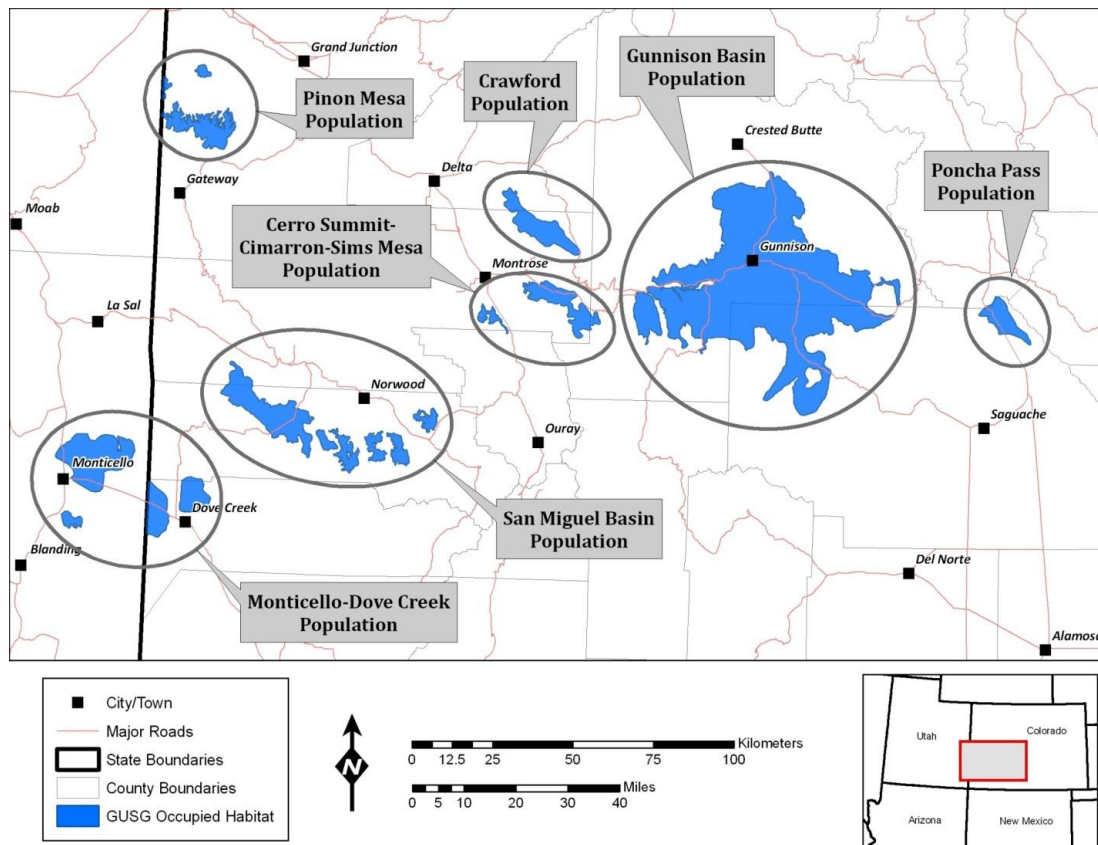 Grand Junction
Pinon Mesa
Population
Crawford
Population
Gunnison Basin
Population
Crested Butte
Poncha Pass
Population
Delta
Gateway
Moab
Cerro Summit-
Cimarron-Sims Mesa
Population
Gunnison
Montrose
La Sal
Norwood
Ouray
Saguache
Monticello
Dove Creek
San Miguel Basin
Population
Blanding
Del Norte
Monticello-Dove Creek
Population
Alamosa
City/Town
Major Roads
State Boundaries
County Boundaries
GUSG Occupied Habitat
N
Kilometers
0 12.5 25 50 75 100
Miles
0 5 10 20 30 40
Utah
Colorado
Arizona
New Mexico